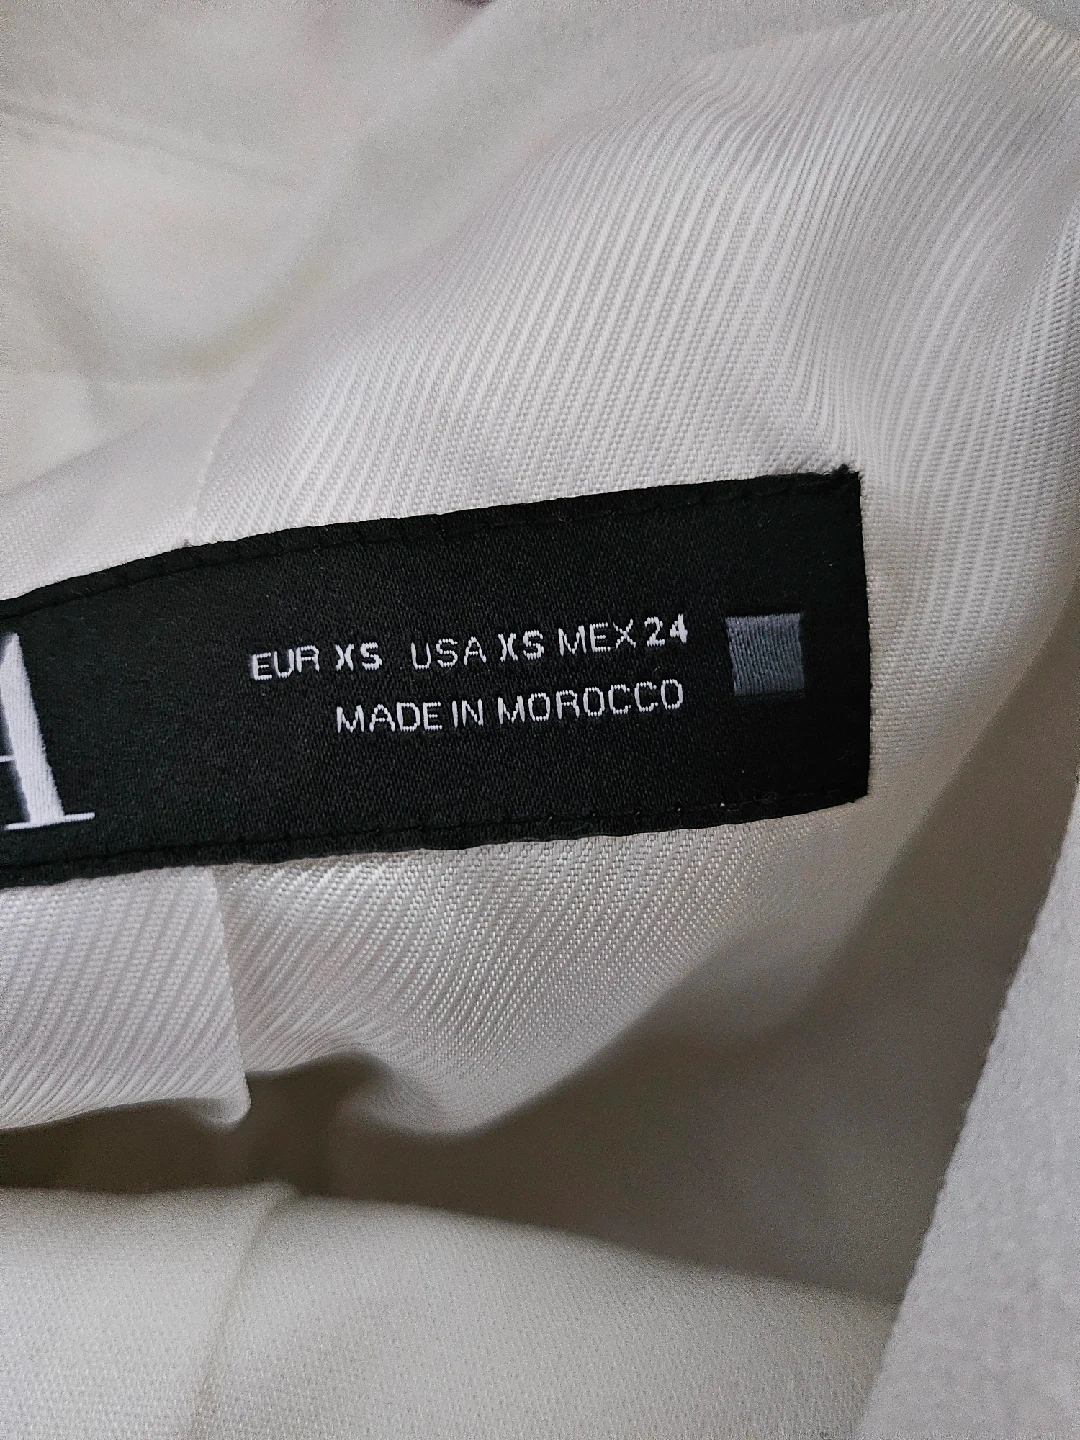 A
EUR XS USA XS MEX 24
MADE IN MOROCCO